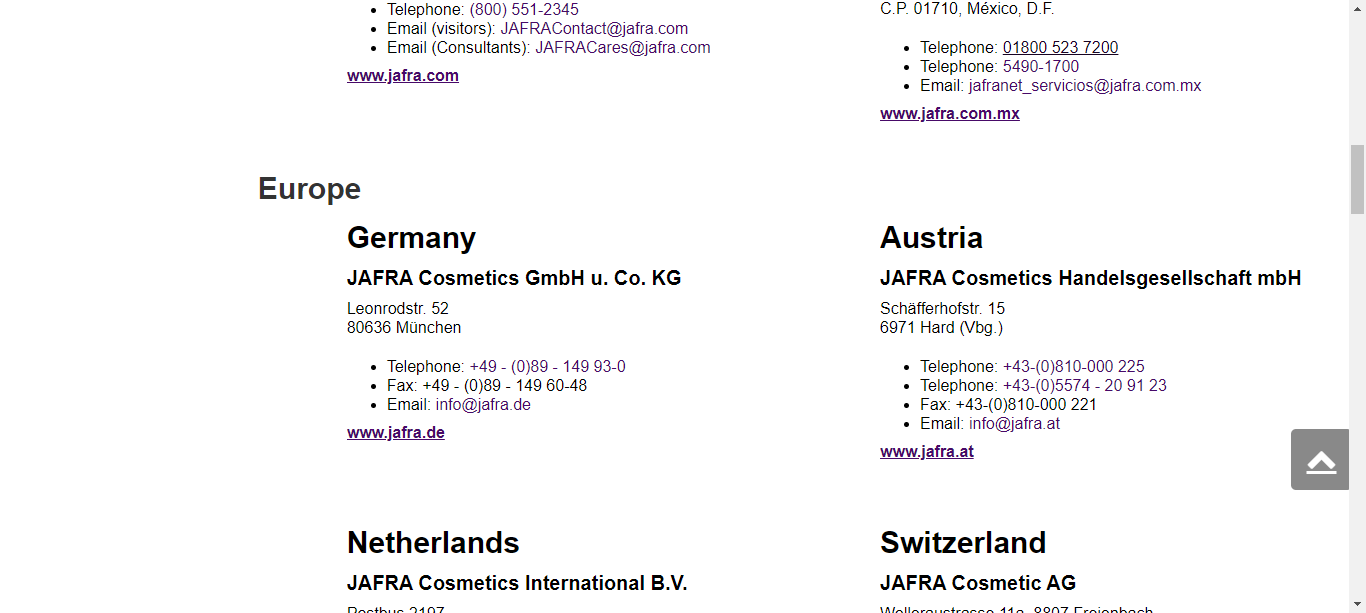 Telephone: (800) 551-2345
Email (visitors): JAFRAContact@jafra.com
Email (Consultants): JAFRACares@jafra.com
www.jafra.com
C.P. 01710, México, D.F.
Telephone: 01800 523 7200
Telephone: 5490-1700
Email: jafranet_servicios@jafra.com.mx
www.jafra.com.mx
Europe
Germany
JAFRA Cosmetics GmbH u. Co. KG
Leonrodstr. 52
80636 München
Telephone: +49 - (0)89 - 149 93-0
Fax: +49 - (0)89 - 149 60-48
Email: info@jafra.de
www.jafra.de
Austria
JAFRA Cosmetics Handelsgesellschaft mbH
Schäfferhofstr. 15
6971 Hard (Vbg.)
Telephone: +43-(0)810-000 225
Telephone: +43-(0)5574 - 20 91 23
Fax: +43-(0)810-000 221
Email: info@jafra.at
www.jafra.at
Netherlands
JAFRA Cosmetics International B.V.
Postbus 2197
Switzerland
JAFRA Cosmetic AG
8807 Freienbach